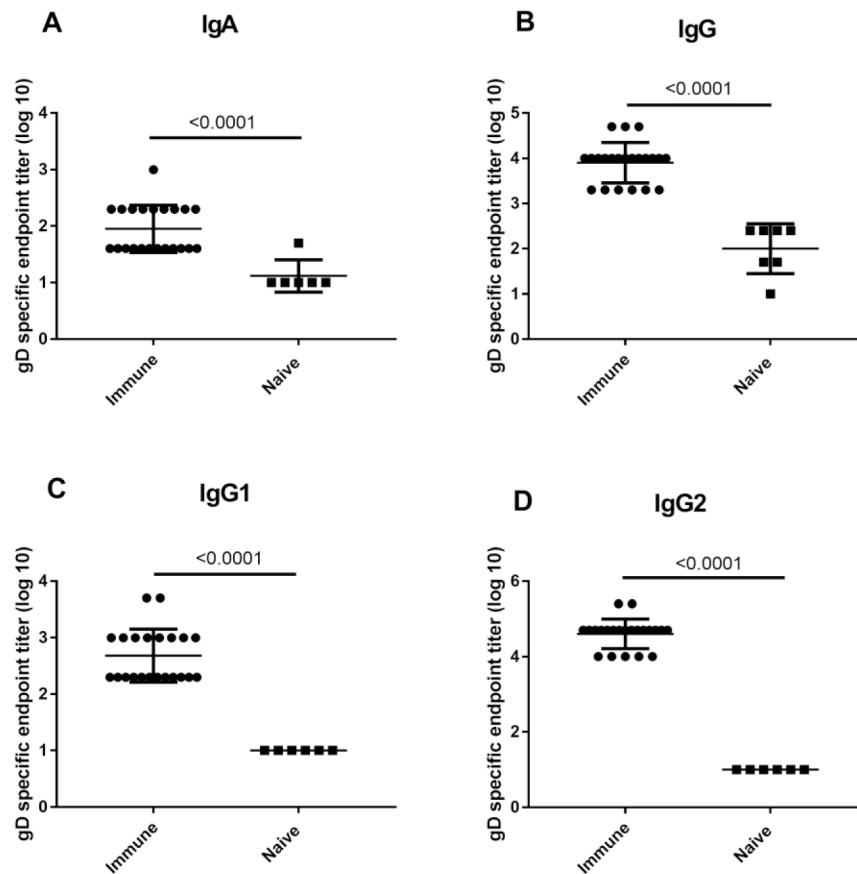 A
IgA
gD specific endpoint titer (log 10)
4
3
2
1
0
<0.0001
Immune
Naive
B
IgG
gD specific endpoint titer (log 10)
5
4
3
2
1
0
<0.0001
Immune
Naive
C
IgG1
gD specific endpoint titer (log 10)
4
3
2
1
0
<0.0001
Immune
Naive
D
IgG2
gD specific endpoint titer (log 10)
6
4
2
0
<0.0001
Immune
Naive